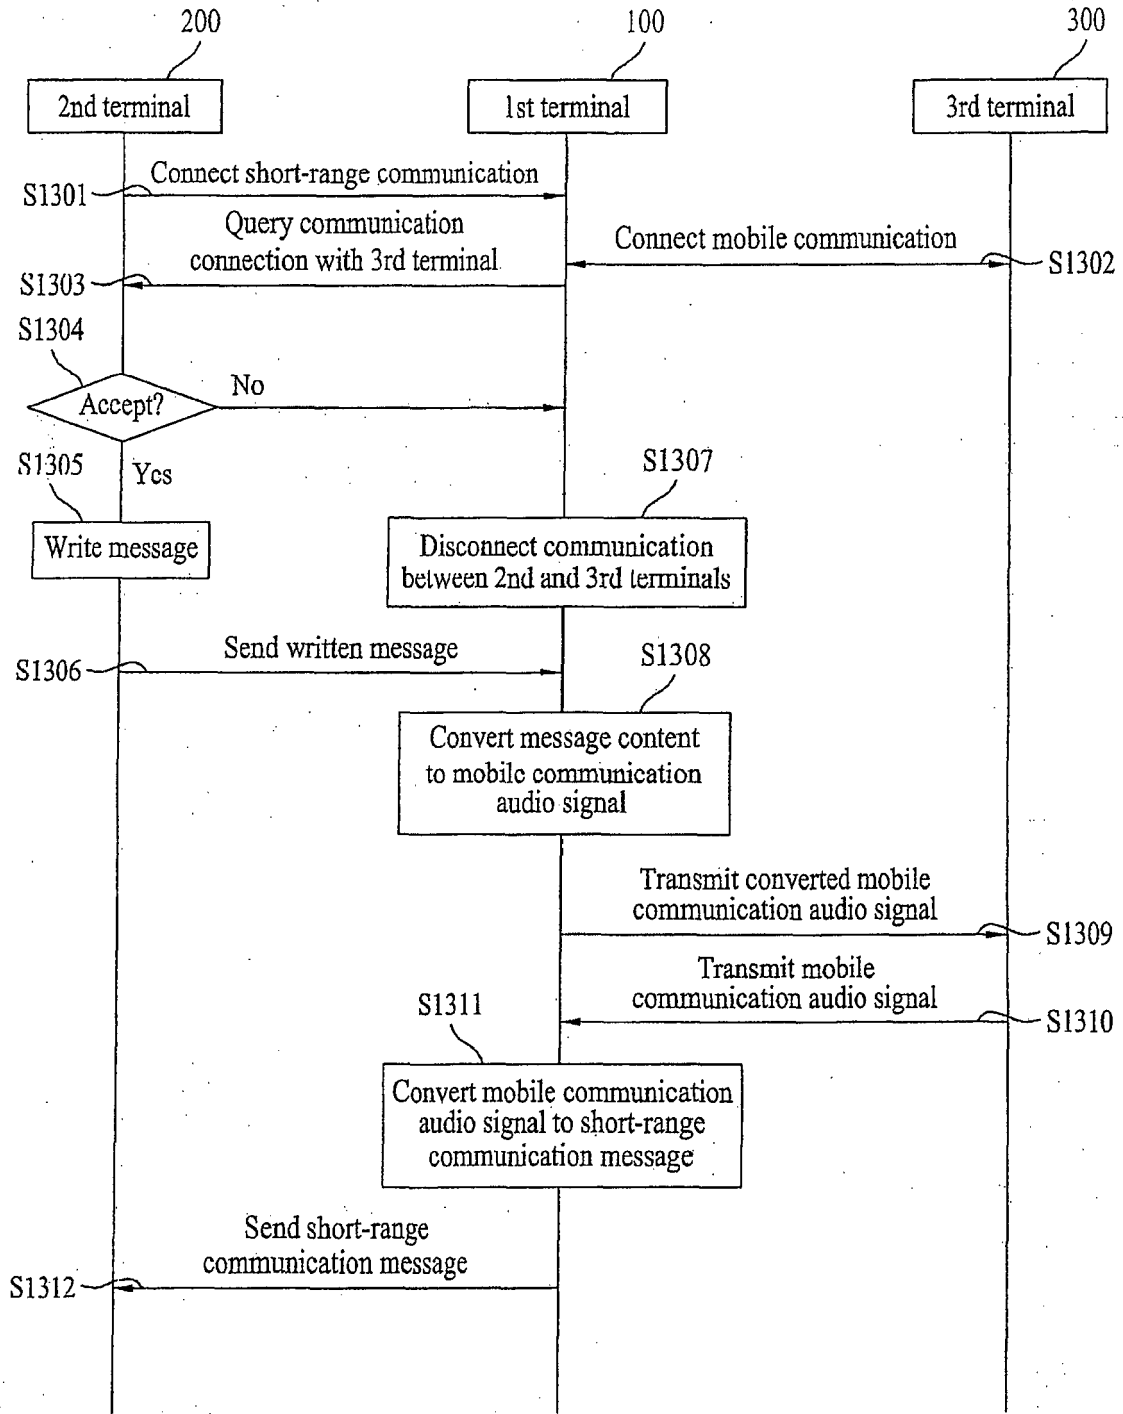 200
100
300
2nd terminal
1st terminal
3rd terminal
Connect short-range communication
S1301
Query communication
connection with 3rd terminal
Connect mobile communication
S1302
S1303
S1304
Accept?
No
S1305
Yes
S1307
Write message
Disconnect communication
between 2nd and 3rd terminals
Send written message
S1306
S1308
Convert message content
to mobile communication
audio signal
Transmit converted mobile
communication audio signal
S1309
Transmit mobile
communication audio signal
S1310
S1311
Convert mobile communication
audio signal to short-range
communication message
Send short-range
communication message
S1312